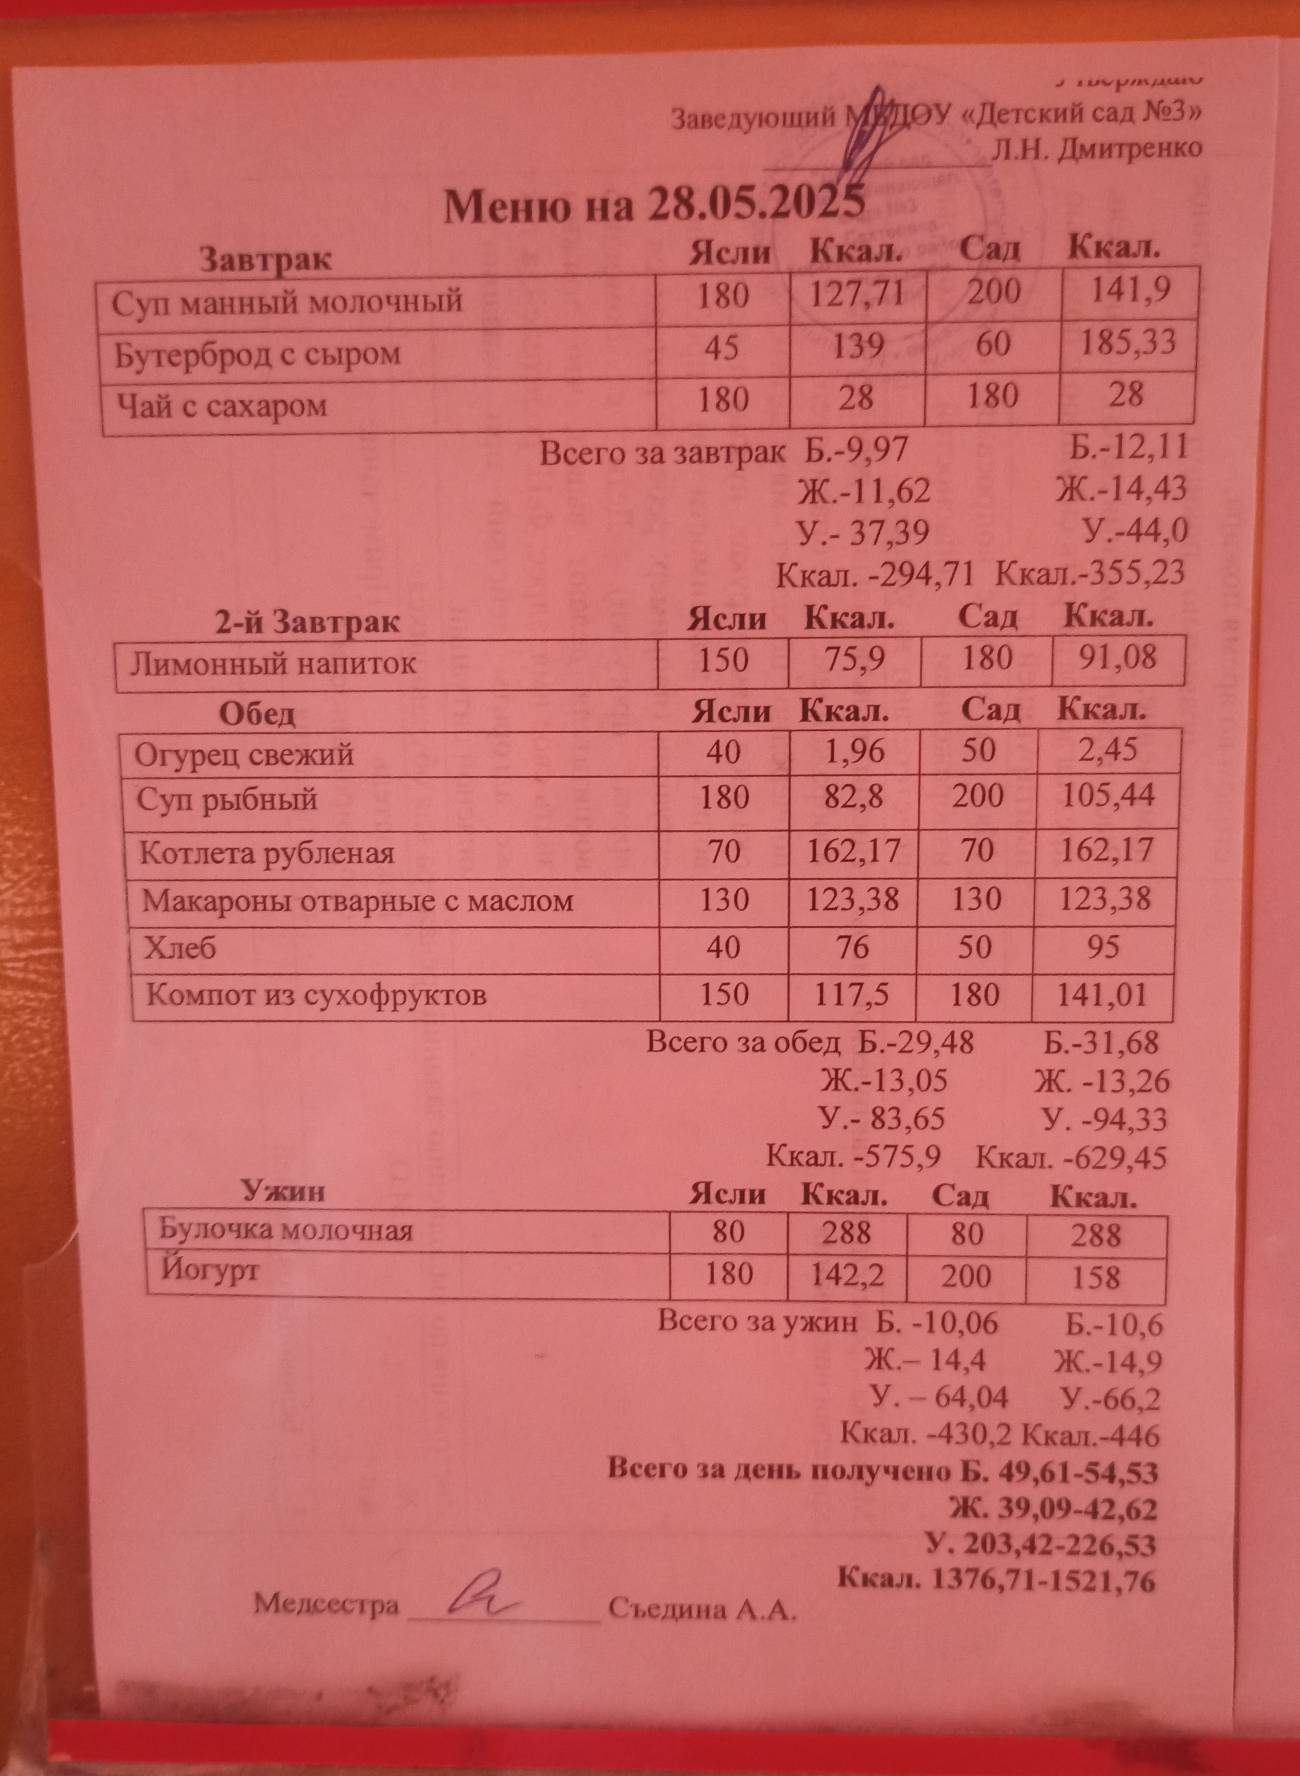 Утверждаю
Заведующий МБДОУ «Детский сад №3»
Л.Н. Дмитренко
Меню на 28.05.2025
Завтрак Ясли Ккал. Сад Ккал.
Суп манный молочный 180 127,71 200 141,9
Бутерброд с сыром 45 139 60 185,33
Чай с сахаром 180 28 180 28
Всего за завтрак Б.-9,97 Б.-12,11
Ж.-11,62 Ж.-14,43
У.- 37,39 У.-44,0
Ккал. -294,71 Ккал.-355,23
2-й Завтрак Ясли Ккал. Сад Ккал.
Лимонный напиток 150 75,9 180 91,08
Обед Ясли Ккал. Сад Ккал.
Огурец свежий 40 1,96 50 2,45
Суп рыбный 180 82,8 200 105,44
Котлета рубленая 70 162,17 70 162,17
Макароны отварные с маслом 130 123,38 130 123,38
Хлеб 40 76 50 95
Компот из сухофруктов 150 117,5 180 141,01
Всего за обед Б.-29,48 Б.-31,68
Ж.-13,05 Ж. -13,26
У.- 83,65 У. -94,33
Ккал. -575,9 Ккал. -629,45
Ужин Ясли Ккал. Сад Ккал.
Булочка молочная 80 288 80 288
Йогурт 180 142,2 200 158
Всего за ужин Б. -10,06 Б.-10,6
Ж.– 14,4 Ж.-14,9
У. – 64,04 У.-66,2
Ккал. -430,2 Ккал.-446
Всего за день получено Б. 49,61-54,53
Ж. 39,09-42,62
У. 203,42-226,53
Ккал. 1376,71-1521,76
Медсестра Съедина А.А.